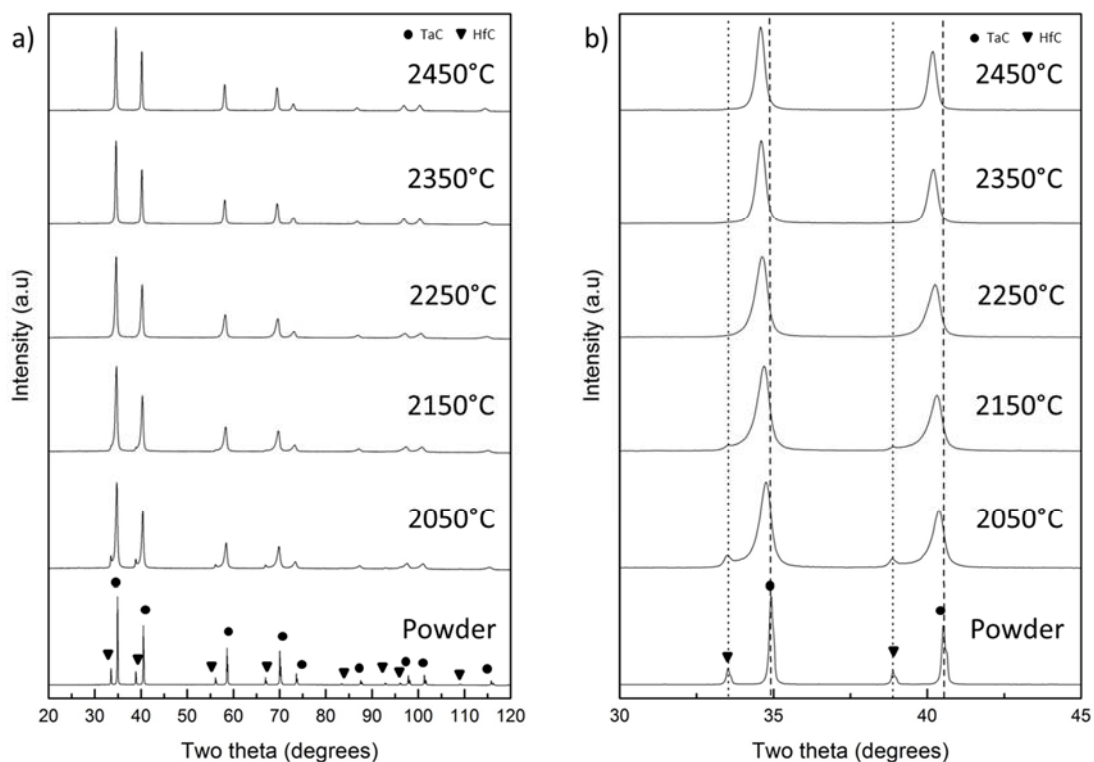 a)
● TaC ▼ HfC
2450°C
2350°C
2250°C
2150°C
2050°C
Powder
Intensity (a.u)
20 30 40 50 60 70 80 90 100 110 120
Two theta (degrees)
b)
● TaC ▼ HfC
2450°C
2350°C
2250°C
2150°C
2050°C
Powder
Intensity (a.u)
30 35 40 45
Two theta (degrees)